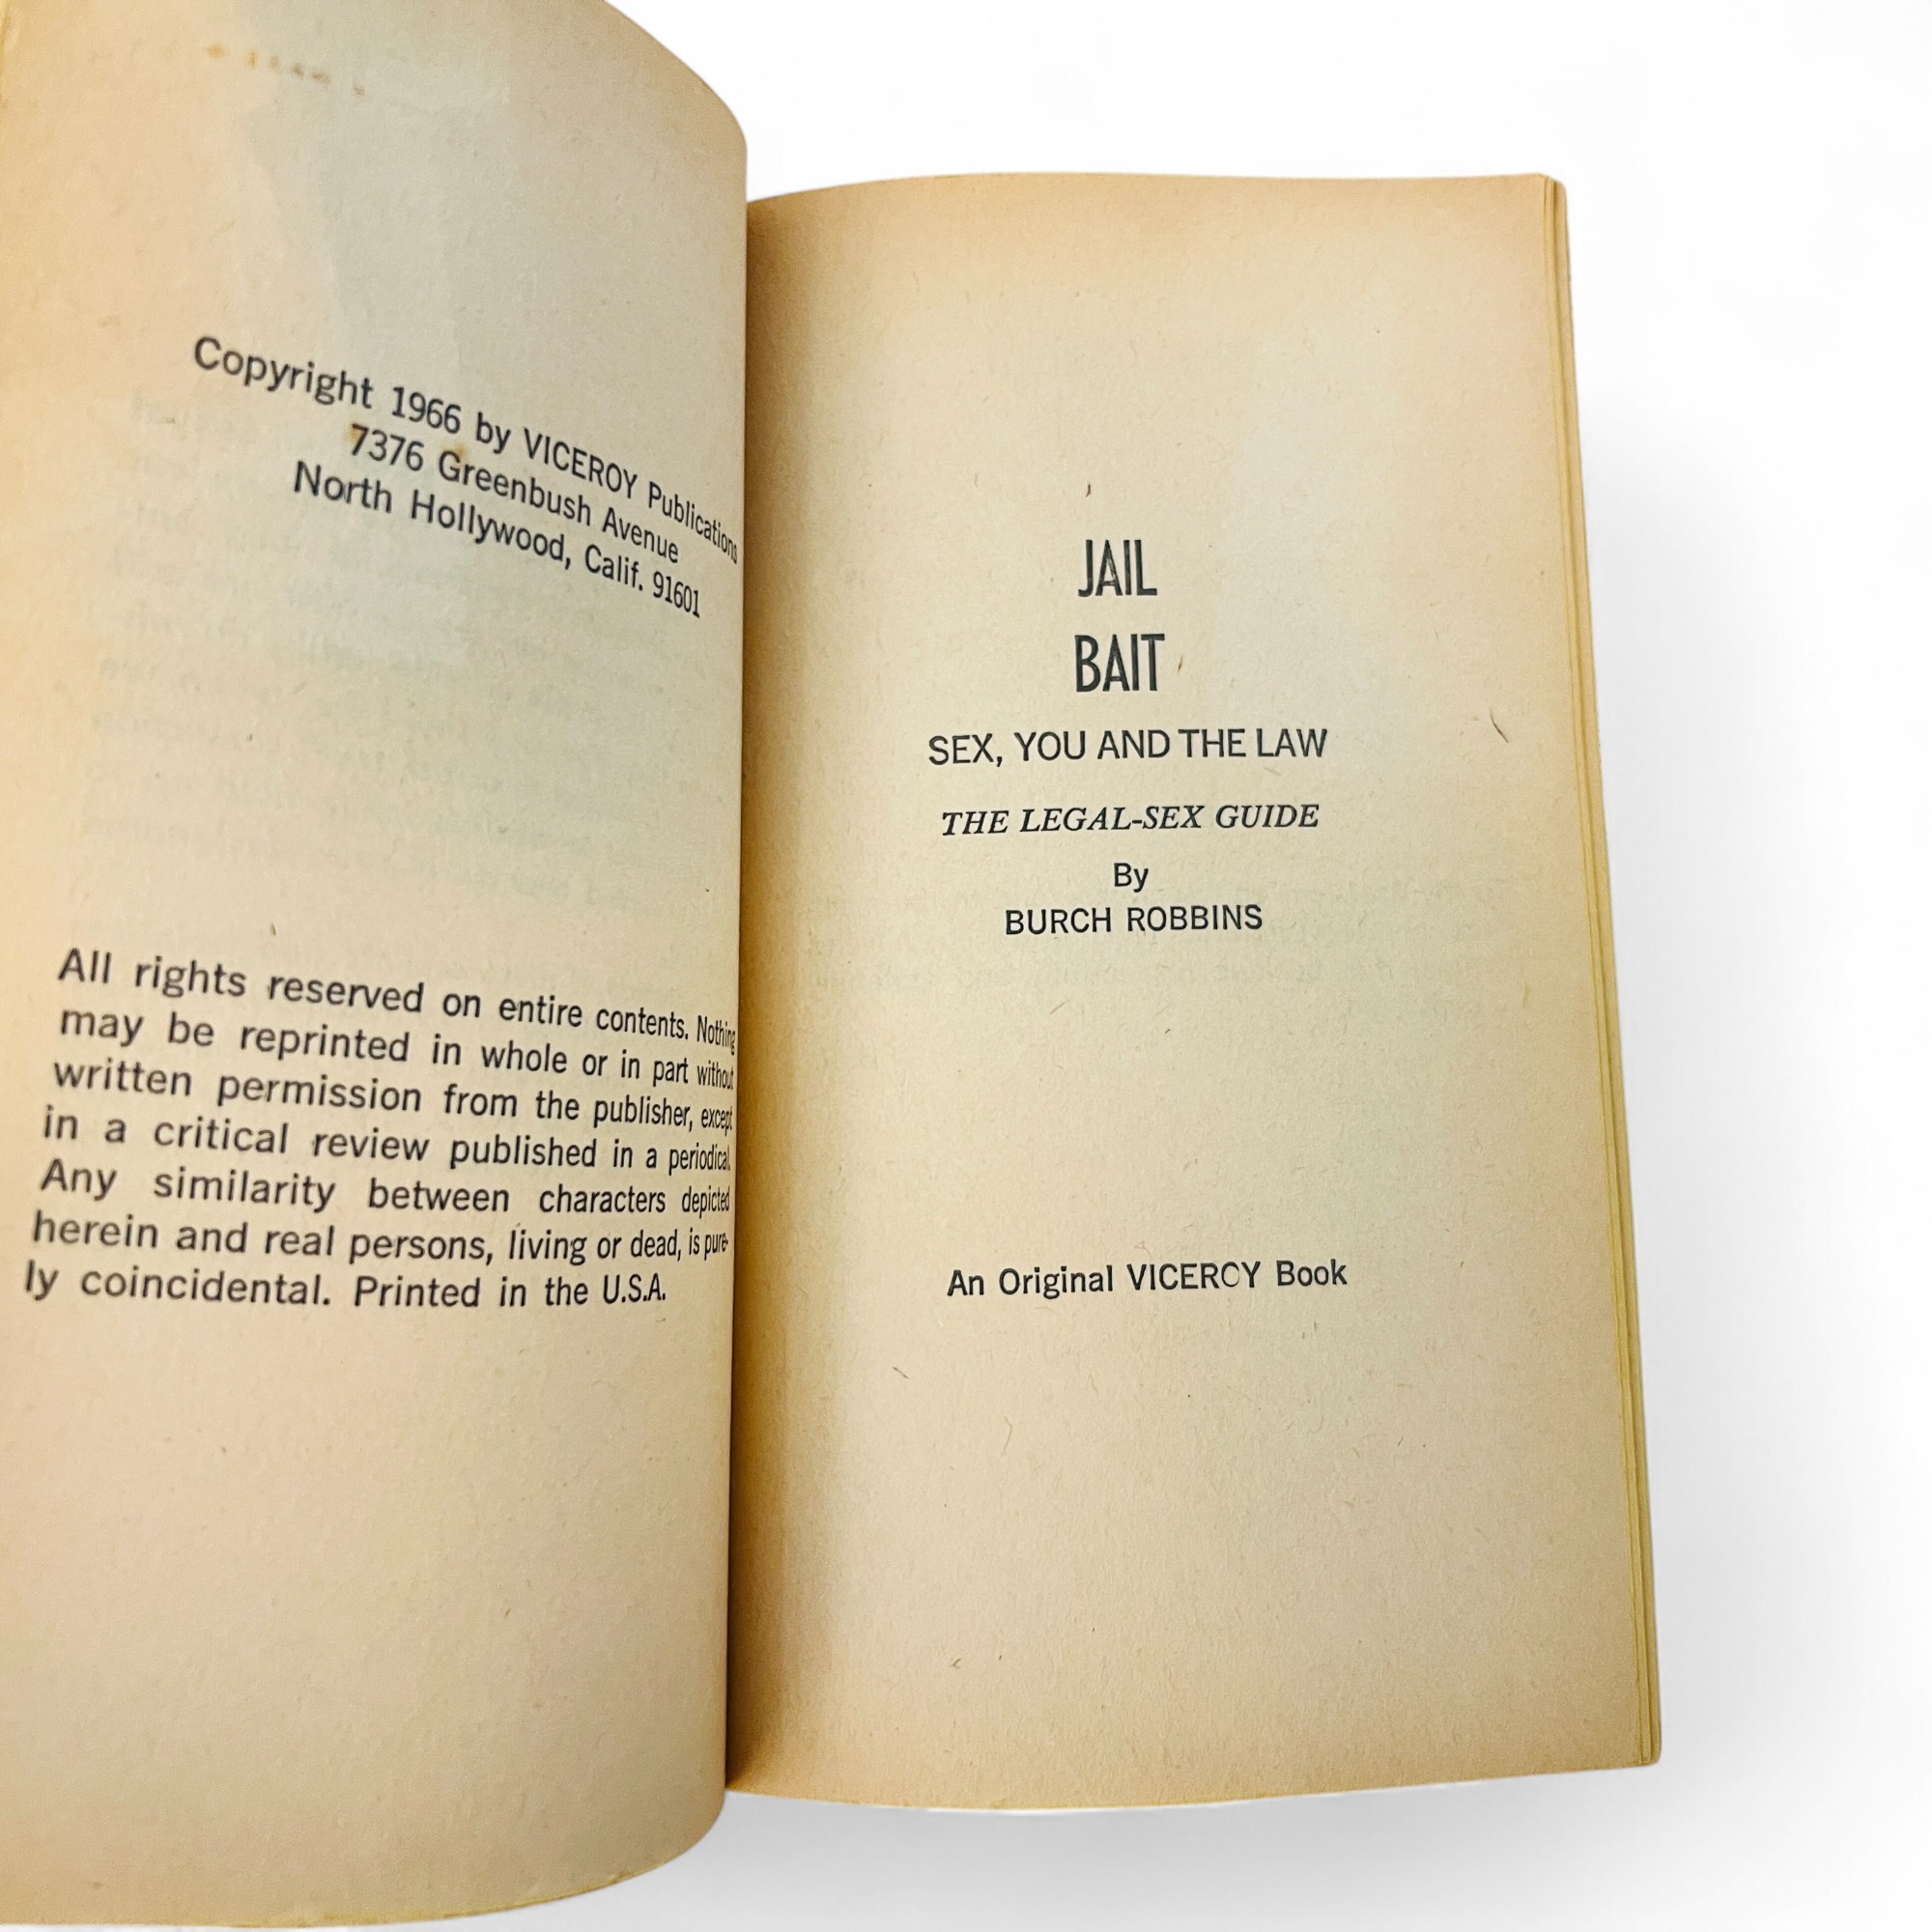 Copyright 1966 by VICEROY Publications
7376 Greenbush Avenue
North Hollywood, Calif. 91601
All rights reserved on entire contents. Nothing
may be reprinted in whole or in part without
written permission from the publisher, except
in a critical review published in a periodical.
Any similarity between characters depicted
herein and real persons, living or dead, is pure-
ly coincidental. Printed in the U.S.A.
JAIL
BAIT
SEX, YOU AND THE LAW
THE LEGAL-SEX GUIDE
By
BURCH ROBBINS
An Original VICEROY Book